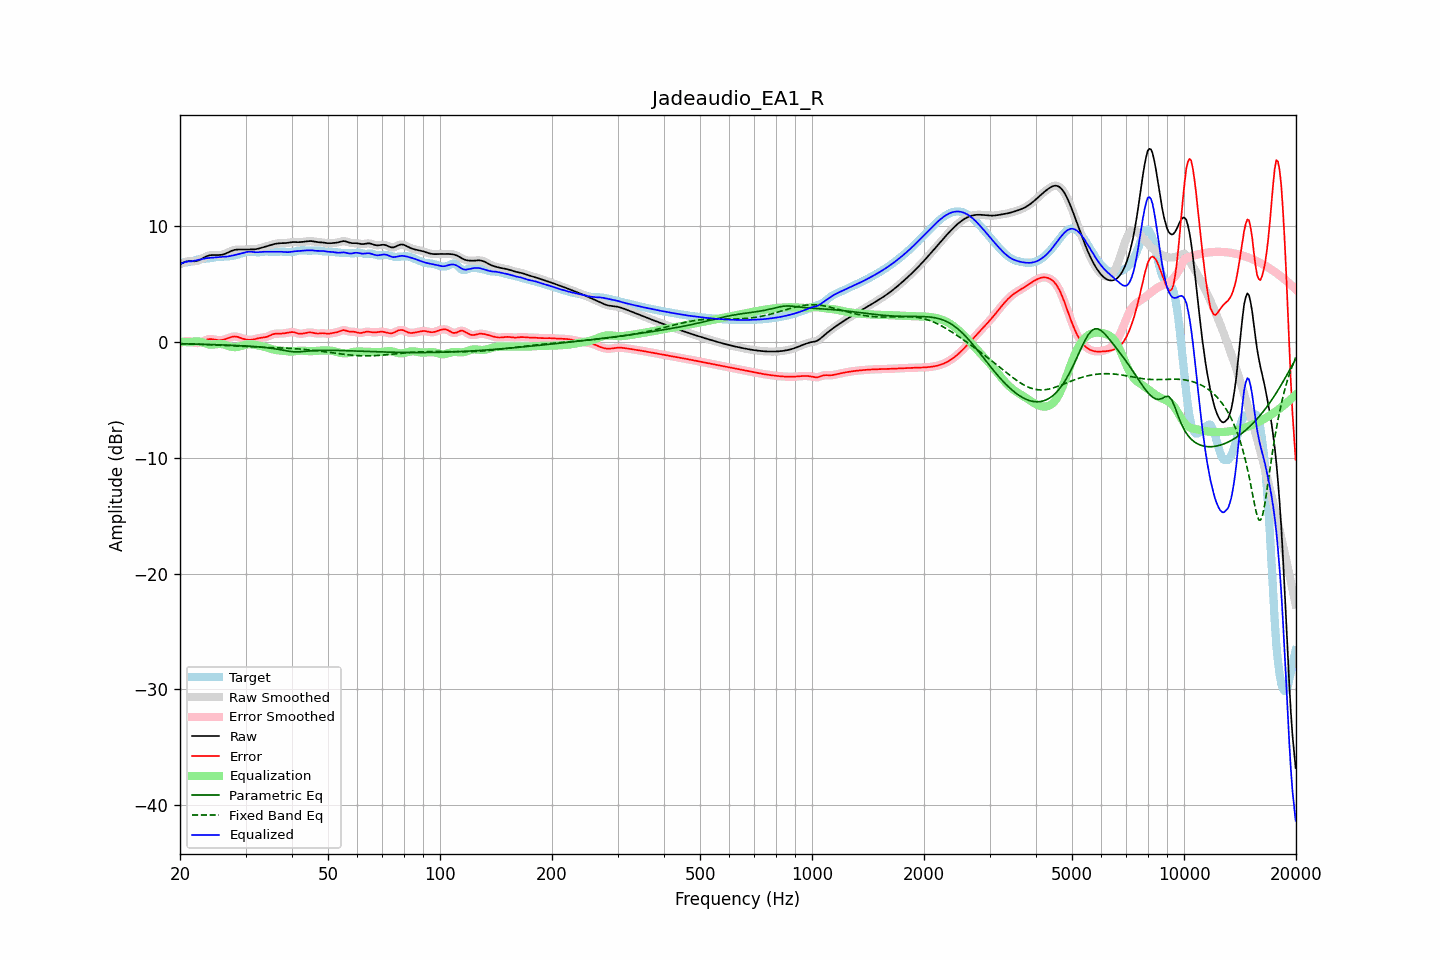 Jadeaudio_EA1_R
Amplitude (dBr)
10
0
−10
−20
−30
−40
Target
Raw Smoothed
Error Smoothed
Raw
Error
Equalization
Parametric Eq
Fixed Band Eq
Equalized
20 50 100 200 500 1000 2000 5000 10000 20000
Frequency (Hz)